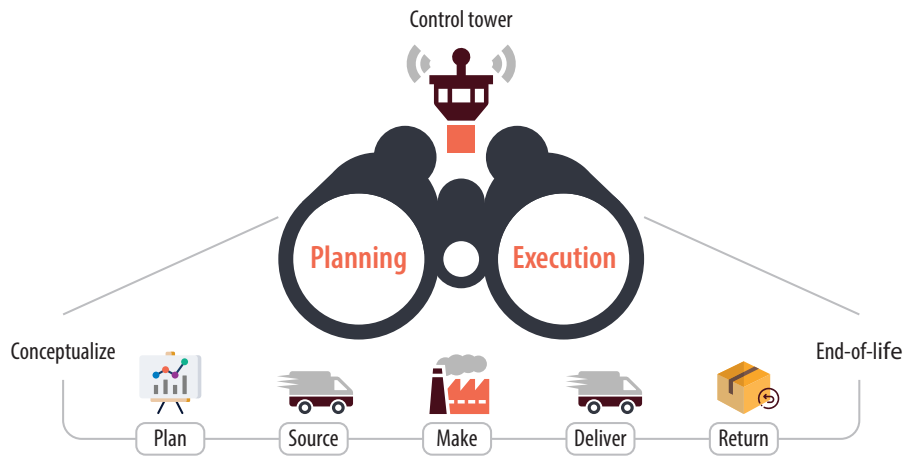 Control tower
Planning
Execution
Conceptualize
End-of-life
Plan
Source
Make
Deliver
Return